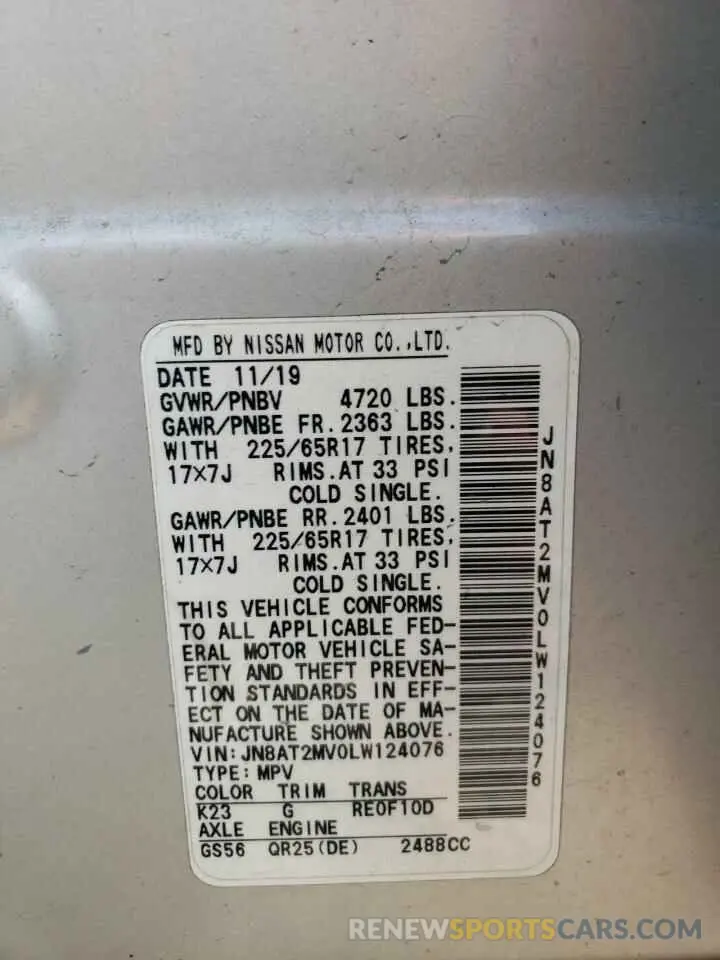 MFD BY NISSAN MOTOR CO.,LTD.
DATE 11/19
GVWR/PNBV 4720 LBS.
GAWR/PNBE FR. 2363 LBS.
WITH 225/65R17 TIRES,
17X7J RIMS.AT 33 PSI
COLD SINGLE.
GAWR/PNBE RR. 2401 LBS.
WITH 225/65R17 TIRES,
17X7J RIMS.AT 33 PSI
COLD SINGLE.
THIS VEHICLE CONFORMS
TO ALL APPLICABLE FED-
ERAL MOTOR VEHICLE SA-
FETY AND THEFT PREVEN-
TION STANDARDS IN EFF-
ECT ON THE DATE OF MA-
NUFACTURE SHOWN ABOVE.
VIN:JN8AT2MV0LW124076
TYPE:MPV
COLOR TRIM TRANS
K23 G RE0F10D
AXLE ENGINE
GS56 QR25(DE) 2488CC
JN8AT2MV0LW124076
RENEWSPORTSCARS.COM